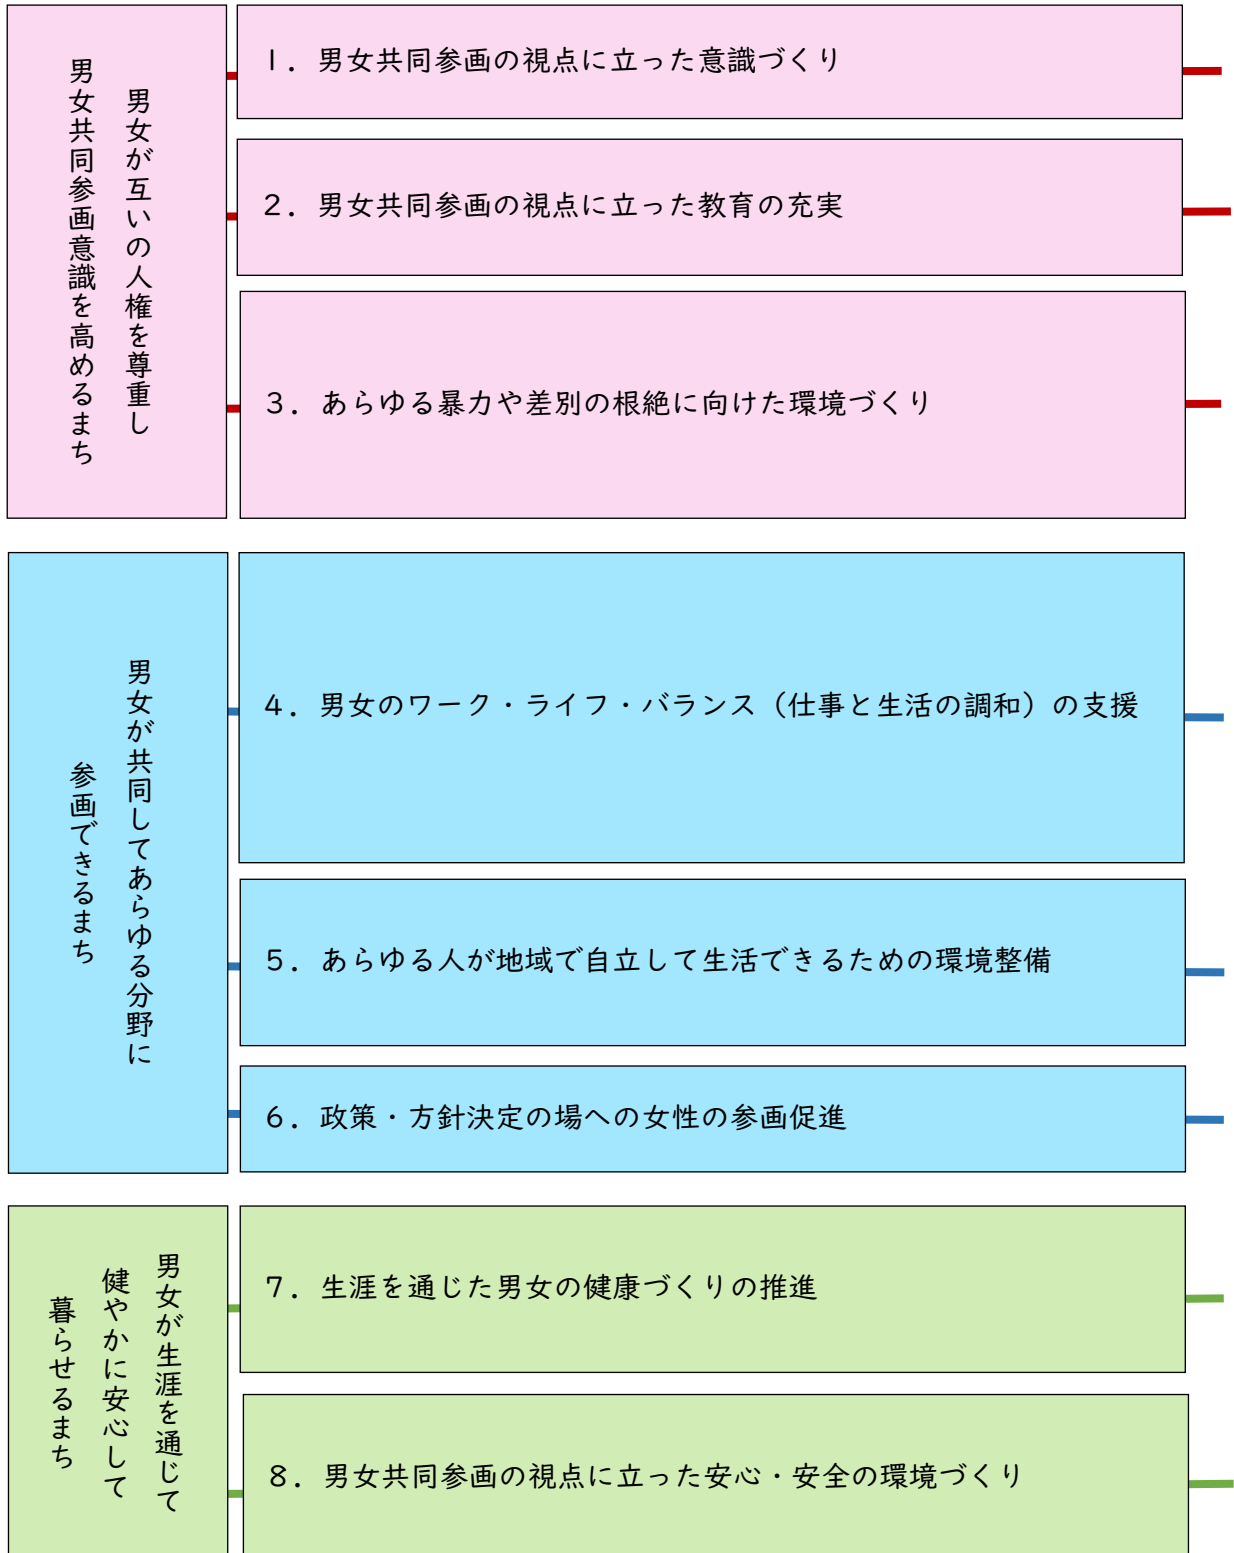 男女が互いの人権を尊重し
男女共同参画意識を高めるまち
１．男女共同参画の視点に立った意識づくり
２．男女共同参画の視点に立った教育の充実
３．あらゆる暴力や差別の根絶に向けた環境づくり
男女が共同してあらゆる分野に
参画できるまち
４．男女のワーク・ライフ・バランス（仕事と生活の調和）の支援
５．あらゆる人が地域で自立して生活できるための環境整備
６．政策・方針決定の場への女性の参画促進
男女が生涯を通じて
健やかに安心して
暮らせるまち
７．生涯を通じた男女の健康づくりの推進
８．男女共同参画の視点に立った安心・安全の環境づくり